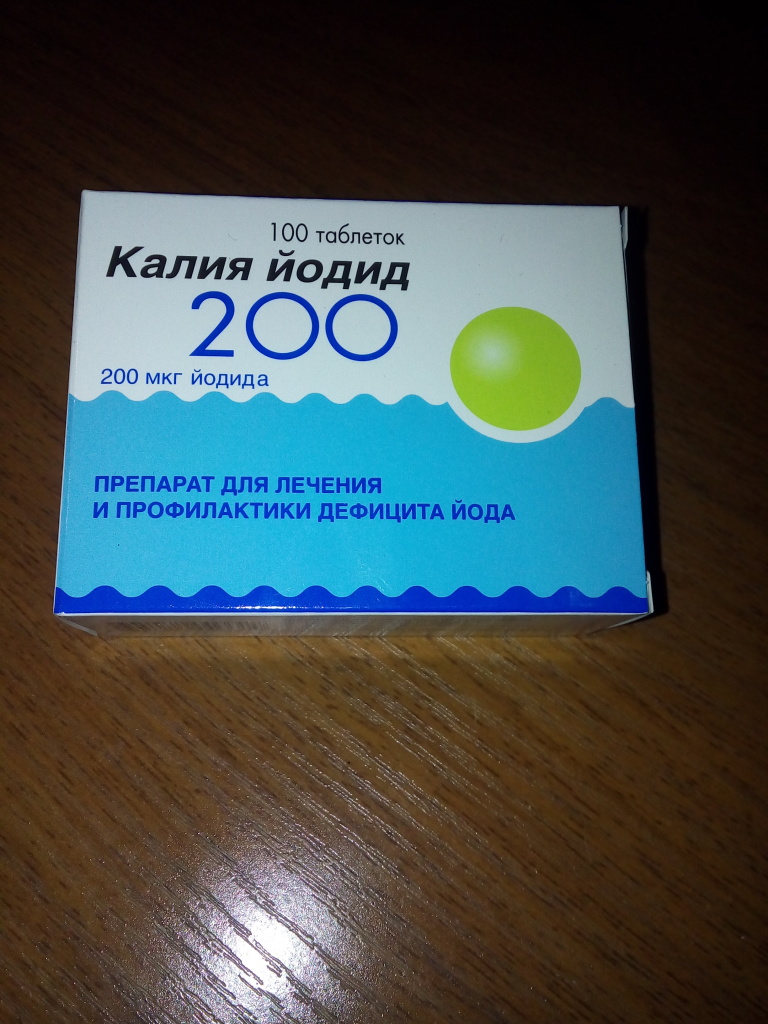 100 таблеток
Калия йодид
200
200 мкг йодида
ПРЕПАРАТ ДЛЯ ЛЕЧЕНИЯ
И ПРОФИЛАКТИКИ ДЕФИЦИТА ЙОДА